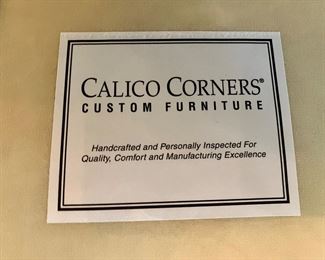 CALICO CORNERS®
CUSTOM FURNITURE
Handcrafted and Personally Inspected For
Quality, Comfort and Manufacturing Excellence